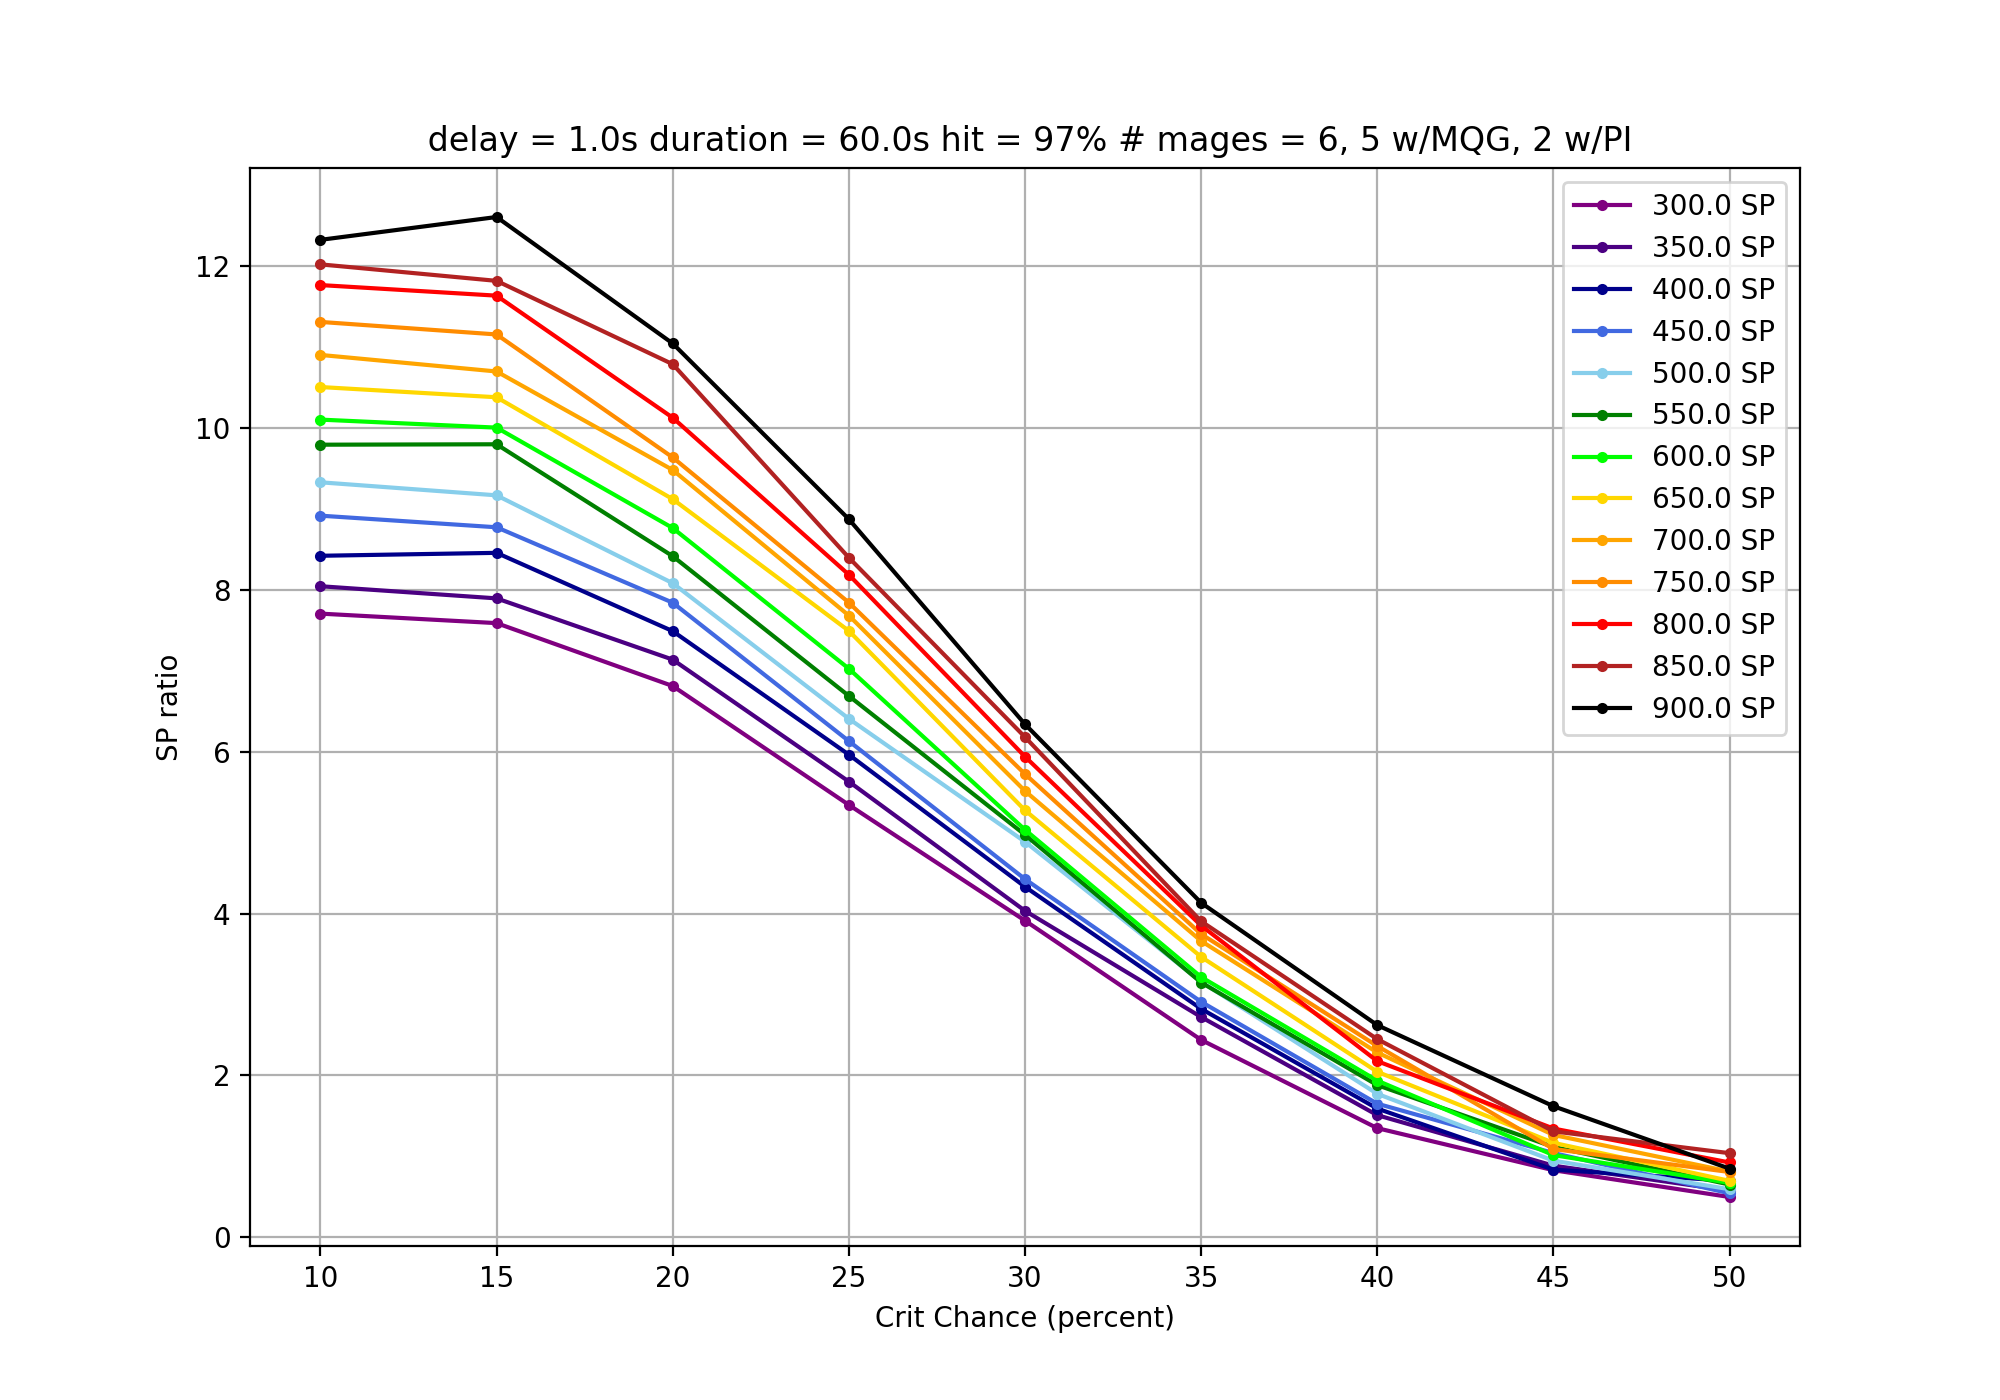 delay = 1.0s duration = 60.0s hit = 97% # mages = 6, 5 w/MQG, 2 w/PI
300.0 SP
350.0 SP
400.0 SP
450.0 SP
500.0 SP
550.0 SP
600.0 SP
650.0 SP
700.0 SP
750.0 SP
800.0 SP
850.0 SP
900.0 SP
SP ratio
12
10
8
6
4
2
0
10 15 20 25 30 35 40 45 50
Crit Chance (percent)